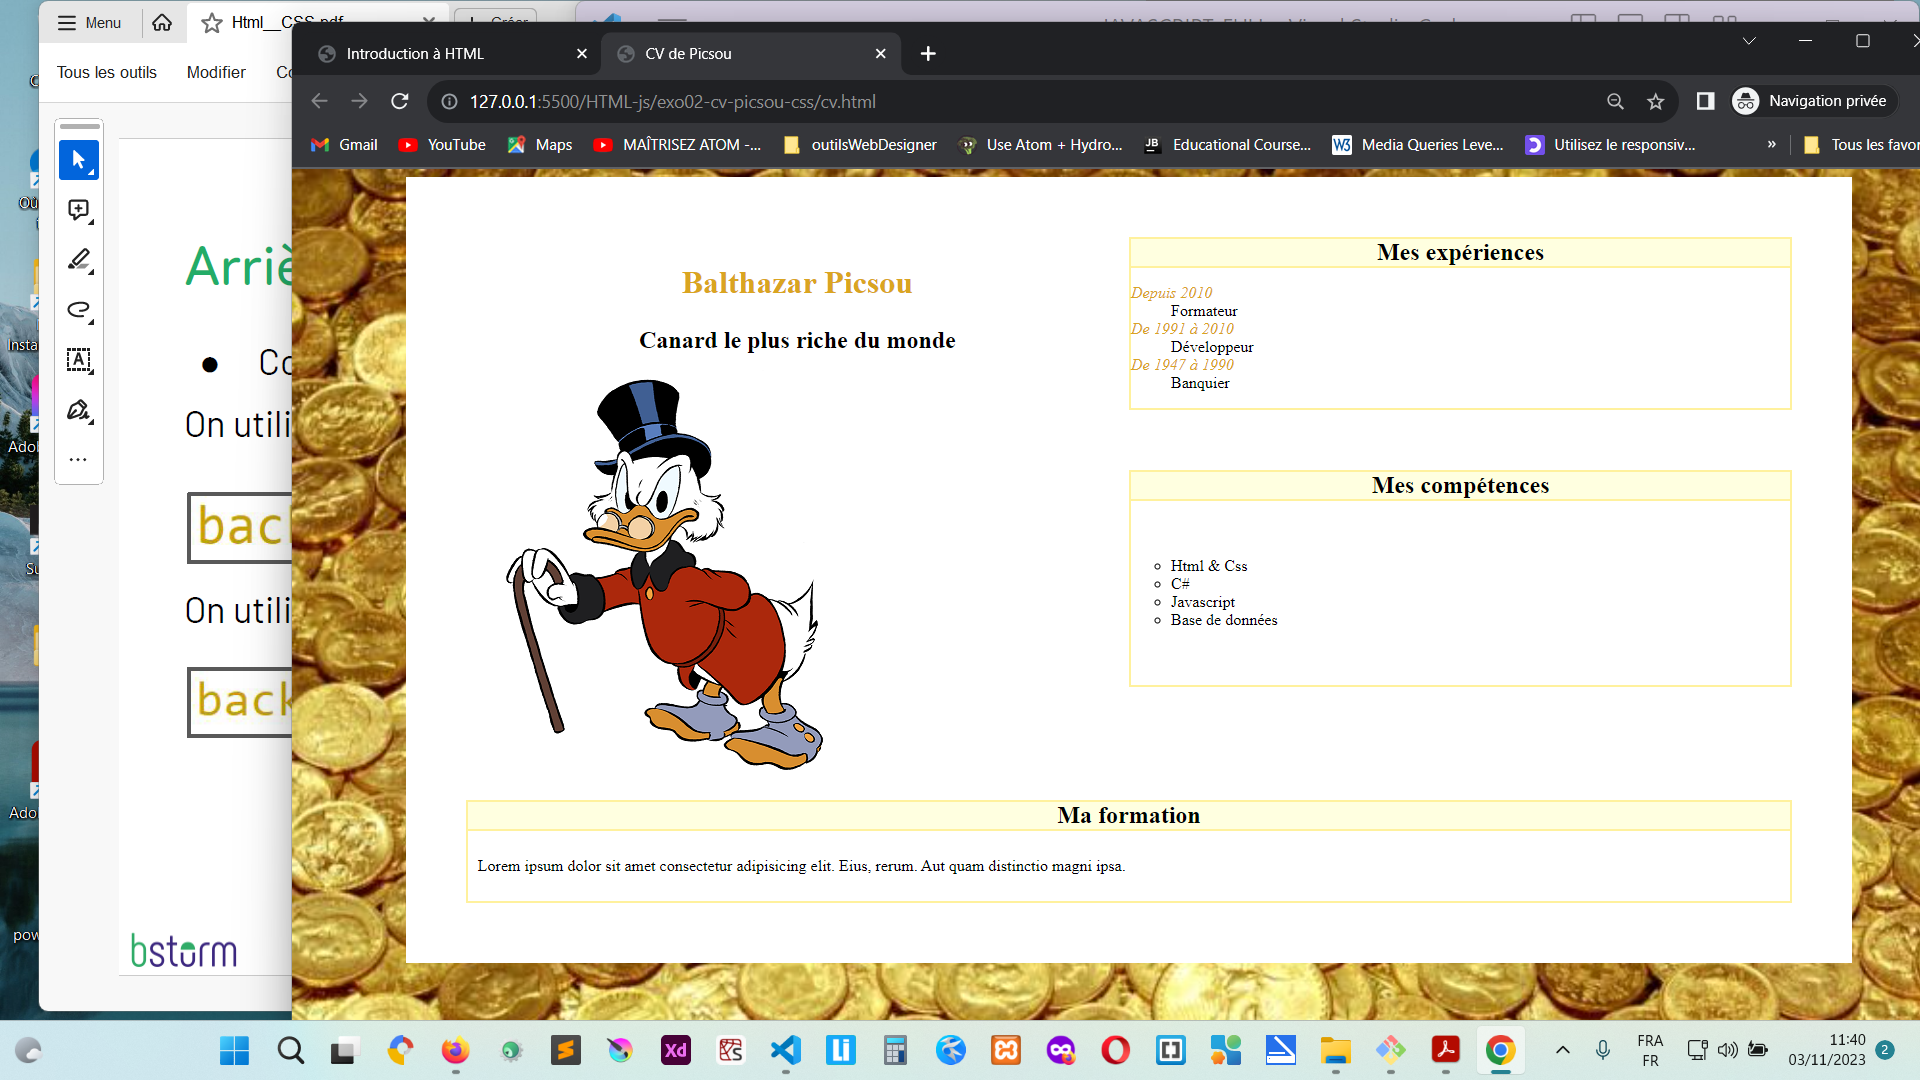 Menu
Html__CSS.pdf
Créer
Tous les outils
Modifier
Introduction à HTML
CV de Picsou
127.0.0.1:5500/HTML-js/exo02-cv-picsou-css/cv.html
Navigation privée
Gmail
YouTube
Maps
MAÎTRISEZ ATOM -...
outilsWebDesigner
Use Atom + Hydro...
Educational Course...
Media Queries Leve...
Utilisez le responsiv...
»
Tous les favor
Arriè
Co
On utili
back
On utili
back
bstorm
Balthazar Picsou
Canard le plus riche du monde
Mes expériences
Depuis 2010
Formateur
De 1991 à 2010
Développeur
De 1947 à 1990
Banquier
Mes compétences
Html & Css
C#
Javascript
Base de données
Ma formation
Lorem ipsum dolor sit amet consectetur adipisicing elit. Eius, rerum. Aut quam distinctio magni ipsa.
Xd
FRA
FR
11:40
03/11/2023
2